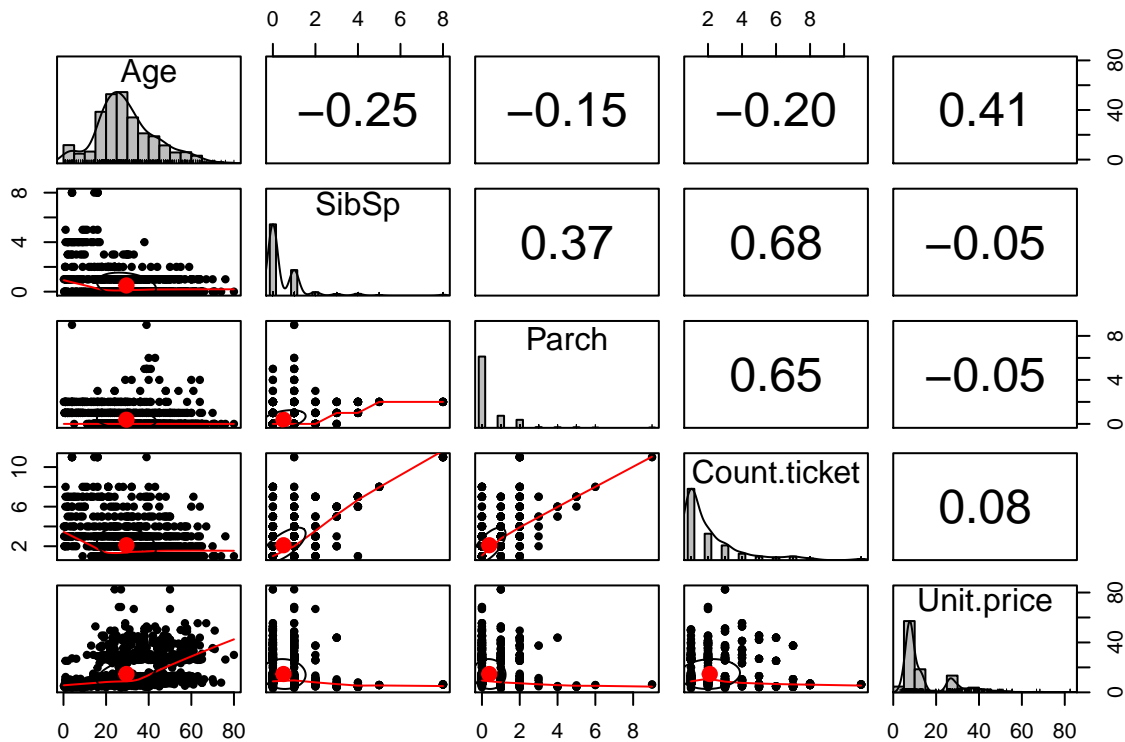 0 2 4 6 8
2 4 6 8
Age
−0.25
−0.15
−0.20
0.41
0 40 80
0 4 8
SibSp
0.37
0.68
−0.05
Parch
0.65
−0.05
0 4 8
2 6 10
Count.ticket
0.08
Unit.price
0 40 80
0 20 40 60 80
0 2 4 6 8
0 20 40 60 80